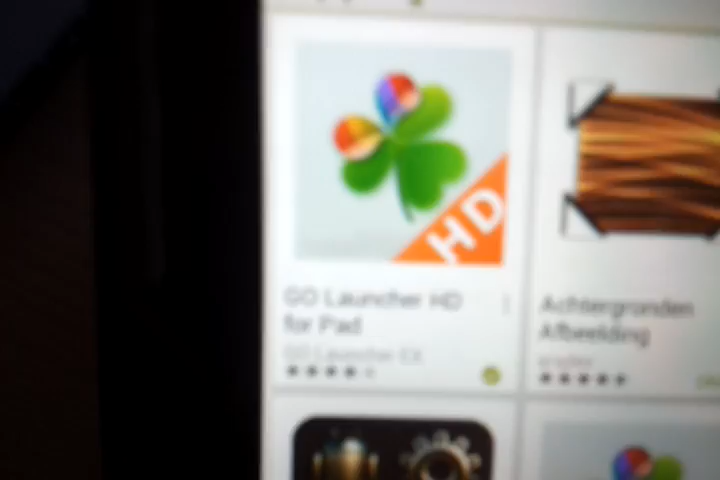 HD
GO Launcher HD
for Pad
GO Launcher EX
Achtergronden
Afbeelding